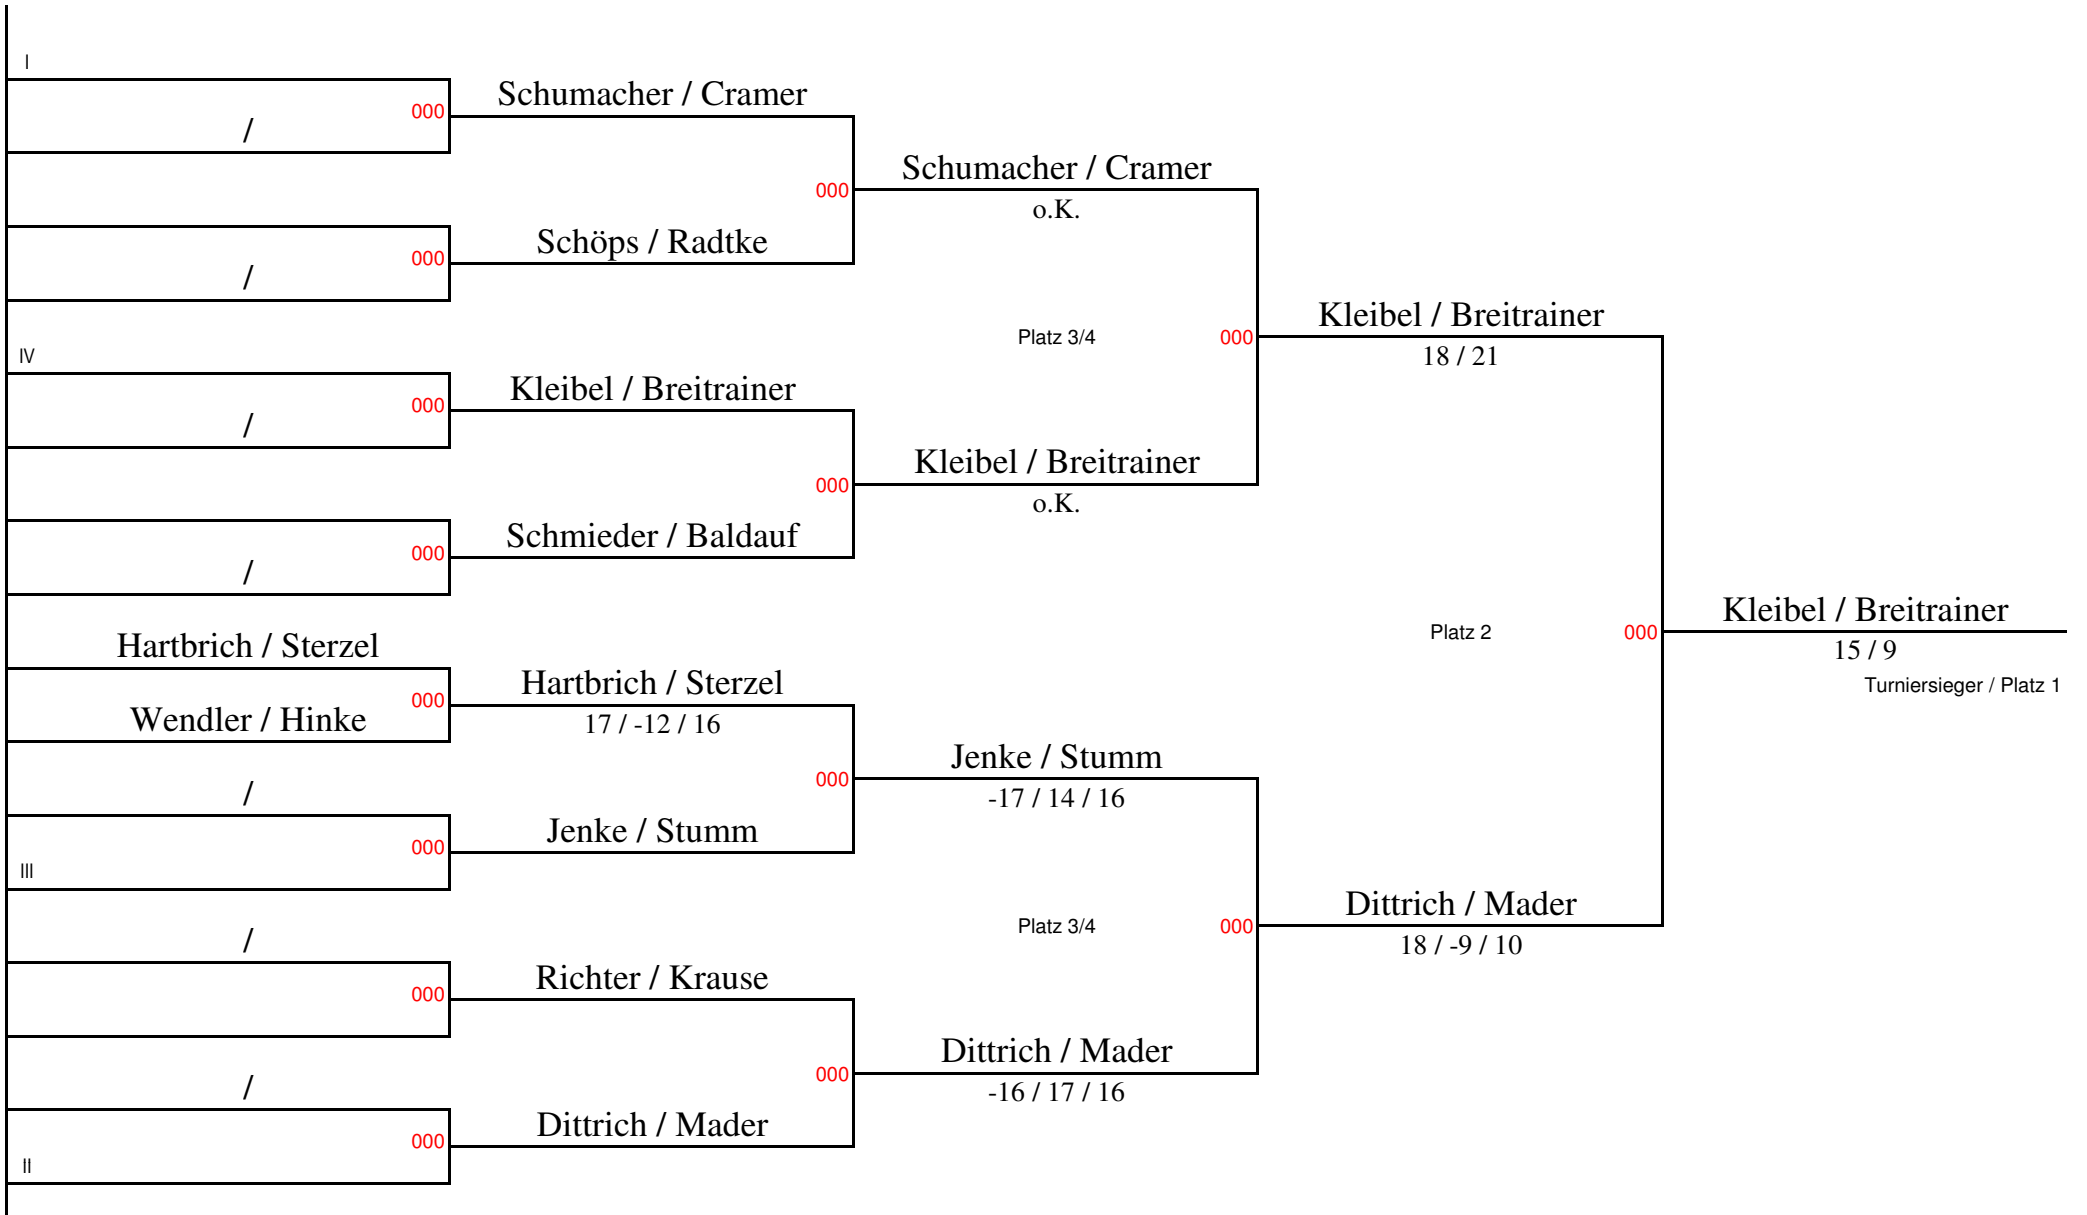 I
/
000
Schumacher / Cramer
000
Schumacher / Cramer
o.K.
/
000
Schöps / Radtke
Platz 3/4
000
Kleibel / Breitrainer
18 / 21
IV
/
000
Kleibel / Breitrainer
000
Kleibel / Breitrainer
o.K.
/
000
Schmieder / Baldauf
Platz 2
000
Kleibel / Breitrainer
15 / 9
Turniersieger / Platz 1
Hartbrich / Sterzel
Wendler / Hinke
000
Hartbrich / Sterzel
17 / -12 / 16
000
Jenke / Stumm
-17 / 14 / 16
/
000
III
Jenke / Stumm
Platz 3/4
000
Dittrich / Mader
18 / -9 / 10
/
000
Richter / Krause
000
Dittrich / Mader
-16 / 17 / 16
/
000
II
Dittrich / Mader